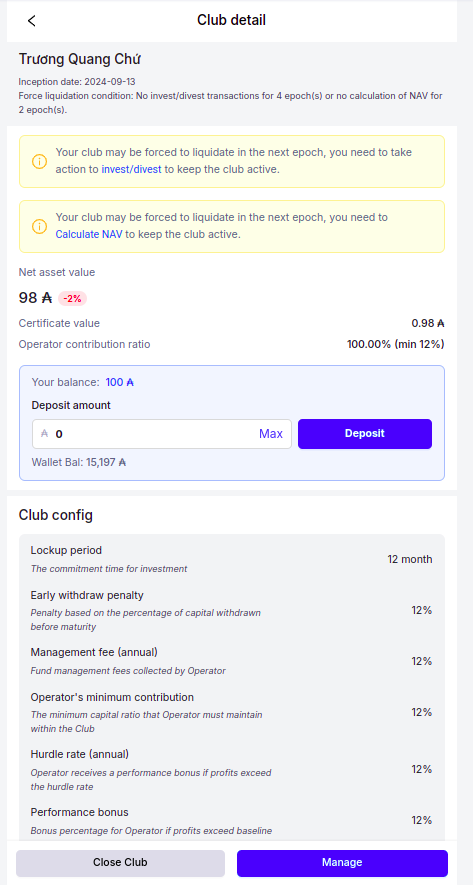 Club detail
Trương Quang Chứ
Inception date: 2024-09-13
Force liquidation condition: No invest/divest transactions for 4 epoch(s) or no calculation of NAV for
2 epoch(s).
Your club may be forced to liquidate in the next epoch, you need to take
action to invest/divest to keep the club active.
Your club may be forced to liquidate in the next epoch, you need to
Calculate NAV to keep the club active.
Net asset value
98 ₳ -2%
Certificate value 0.98 ₳
Operator contribution ratio 100.00% (min 12%)
Your balance: 100 ₳
Deposit amount
₳ 0 Max Deposit
Wallet Bal: 15,197 ₳
Club config
Lockup period
The commitment time for investment
12 month
Early withdraw penalty
Penalty based on the percentage of capital withdrawn
before maturity
12%
Management fee (annual)
Fund management fees collected by Operator
12%
Operator's minimum contribution
The minimum capital ratio that Operator must maintain
within the Club
12%
Hurdle rate (annual)
Operator receives a performance bonus if profits exceed
the hurdle rate
12%
Performance bonus
Bonus percentage for Operator if profits exceed baseline
12%
Close Club Manage